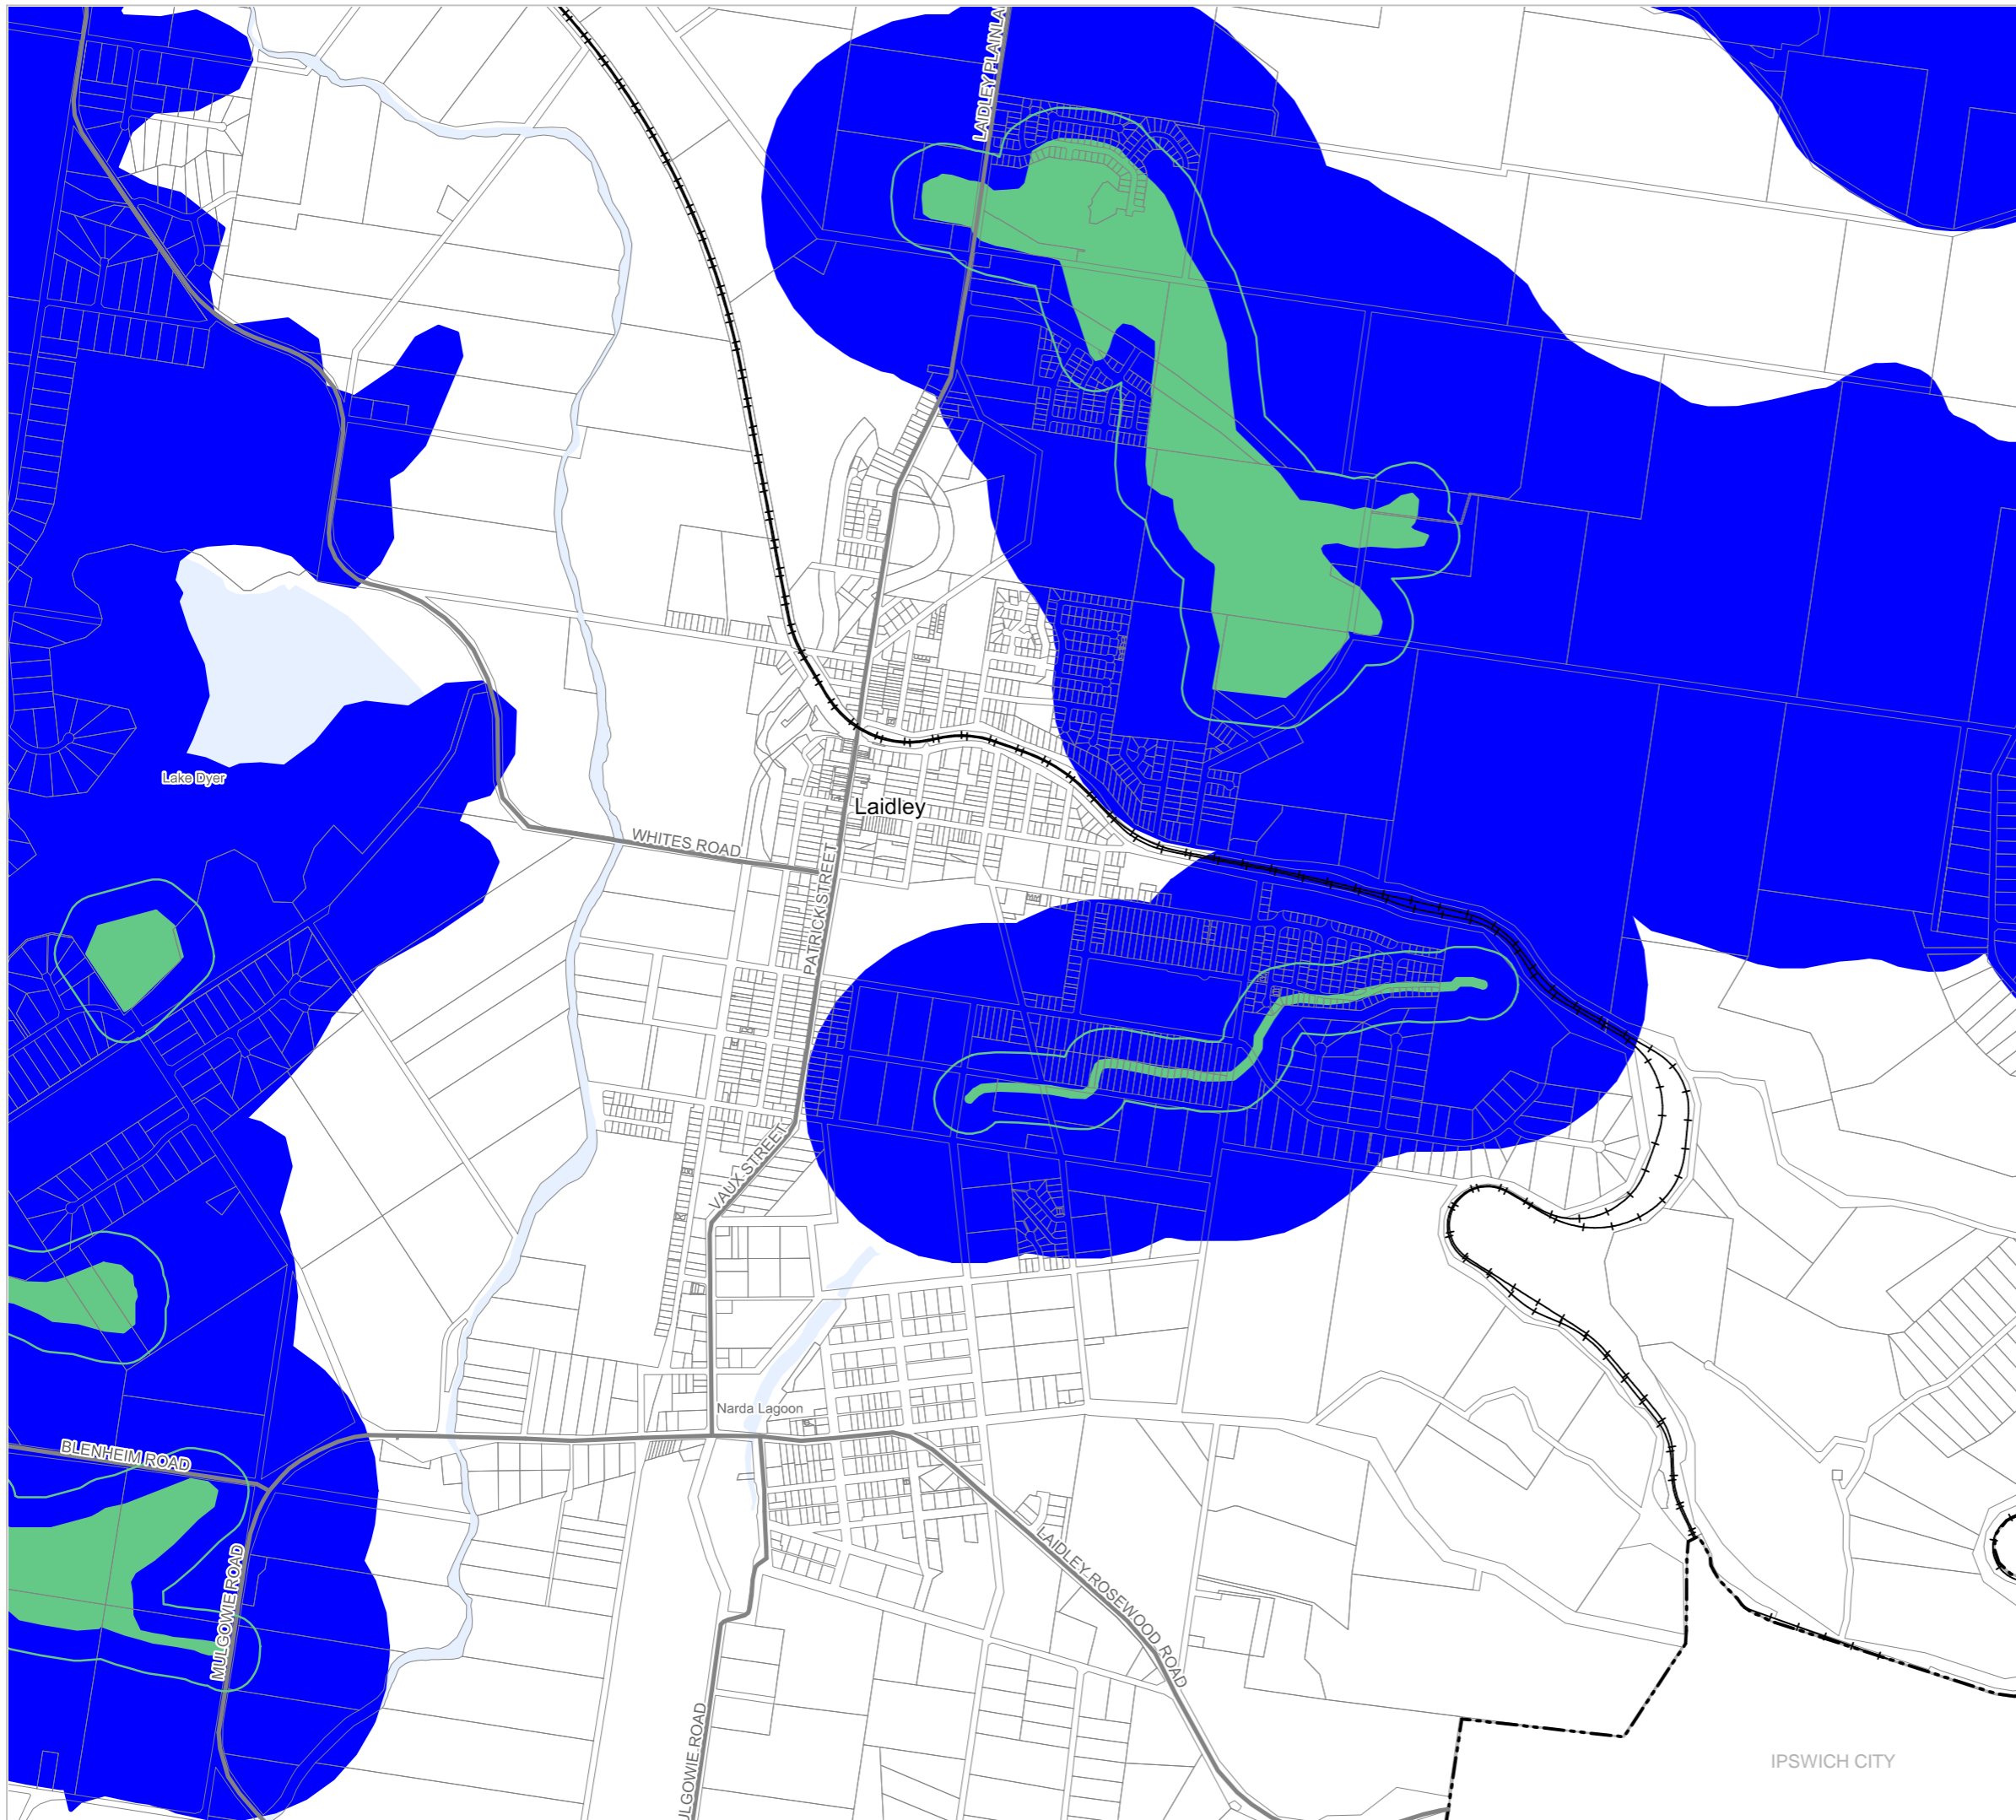 LAIDLEY PLAINLA
Lake Dyer
Laidley
WHITES ROAD
PATRICK STREET
VAUX STREET
Narda Lagoon
BLENHEIM ROAD
MULGOWIE ROAD
LAIDLEY ROSEWOOD ROAD
ULGOWIE ROAD
IPSWICH CITY